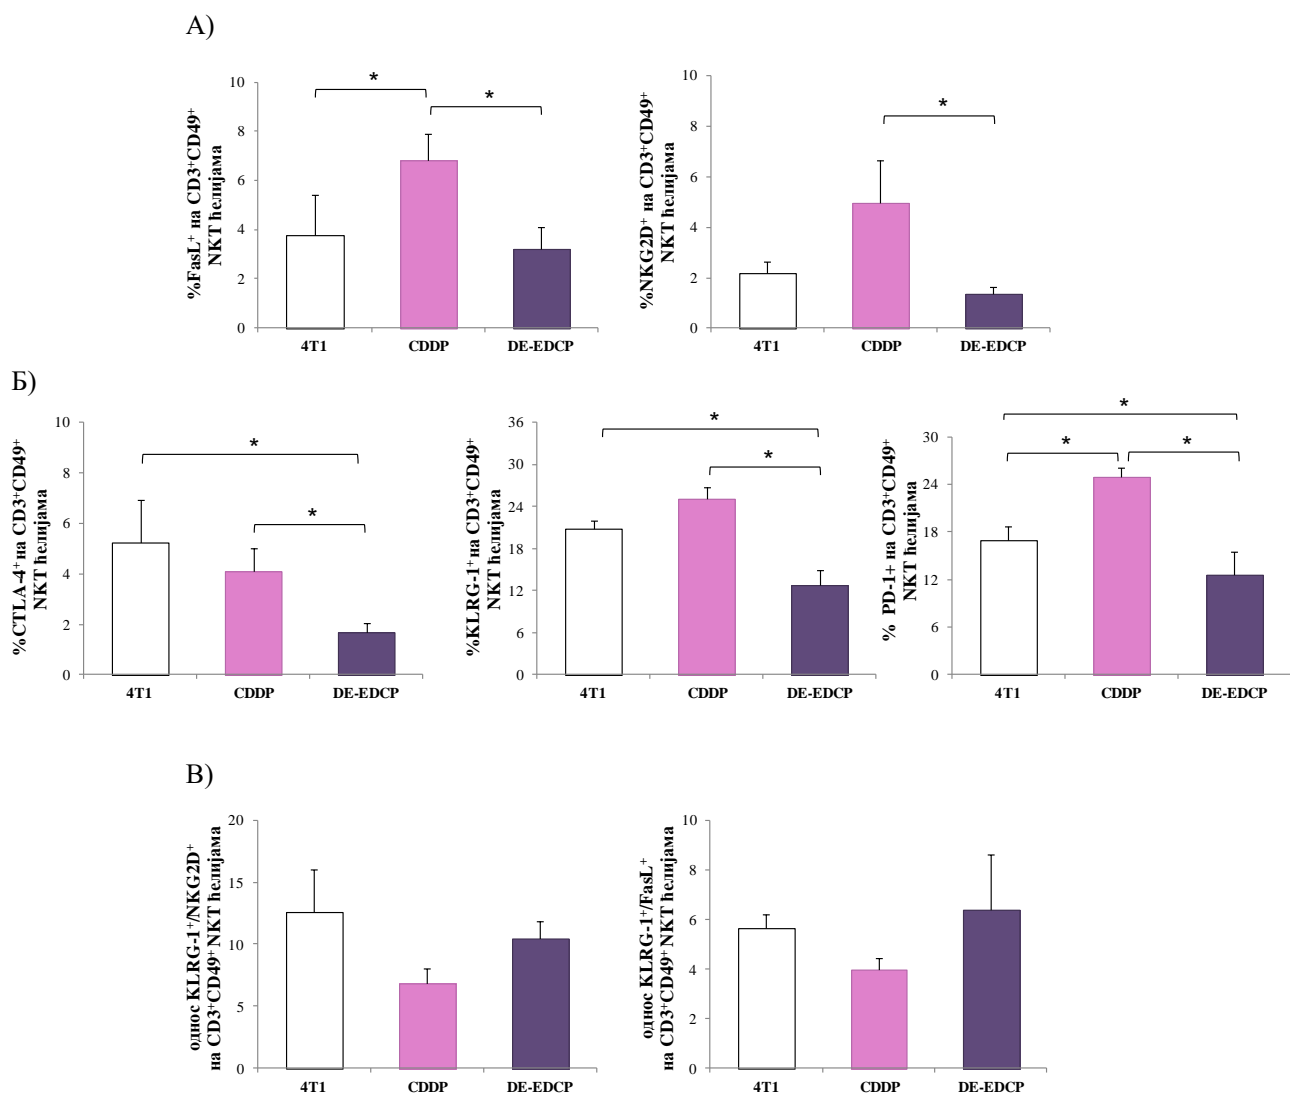 А)
%FasL⁺ на CD3⁺CD49⁺
NKT ћелијама
10
8
6
4
2
0
*
*
4T1 CDDP DE-EDCP
%NKG2D⁺ на CD3⁺CD49⁺
NKT ћелијама
10
8
6
4
2
0
*
4T1 CDDP DE-EDCP
Б)
%CTLA-4⁺на CD3⁺CD49⁺
NKT ћелијама
10
8
6
4
2
0
*
*
4T1 CDDP DE-EDCP
%KLRG-1⁺на CD3⁺CD49⁺
NKT ћелијама
36
30
24
18
12
6
0
*
*
4T1 CDDP DE-EDCP
% PD-1+ на CD3⁺CD49⁺
NKT ћелијама
30
24
18
12
6
0
*
*
*
4T1 CDDP DE-EDCP
В)
однос KLRG-1⁺/NKG2D⁺
на CD3⁺CD49⁺ NKT ћелијама
20
15
10
5
0
4T1 CDDP DE-EDCP
однос KLRG-1⁺/FasL⁺
на CD3⁺CD49⁺ NKT ћелијама
10
8
6
4
2
0
4T1 CDDP DE-EDCP